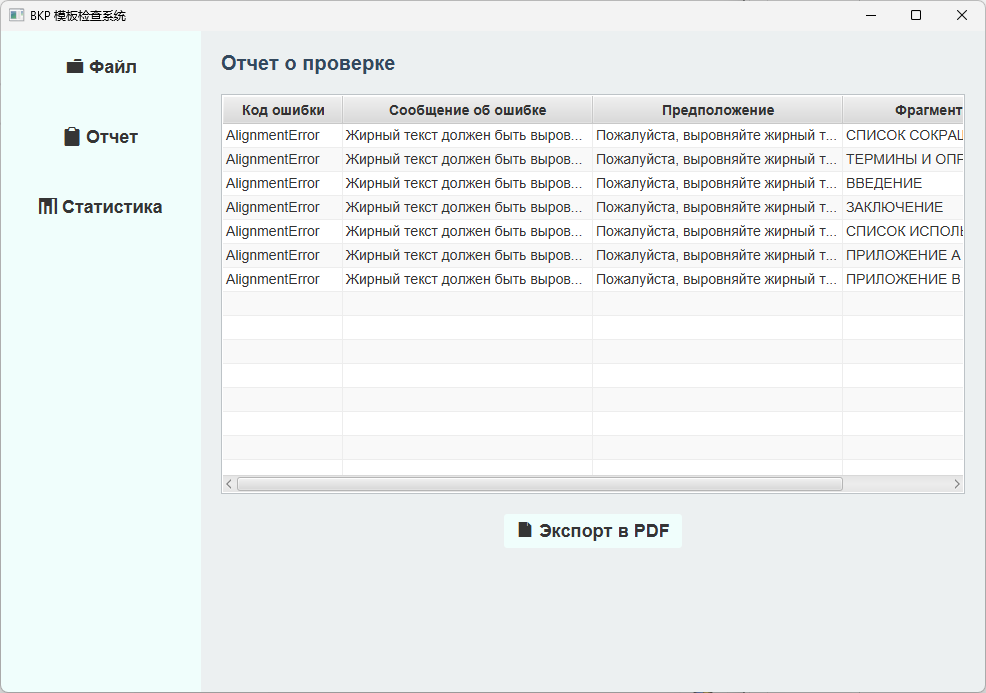 BKP 模板检查系统
Файл
Отчет
Статистика
Отчет о проверке
Код ошибки Сообщение об ошибке Предположение Фрагмент
AlignmentError Жирный текст должен быть выров... Пожалуйста, выровняйте жирный т... СПИСОК СОКРАЩ
AlignmentError Жирный текст должен быть выров... Пожалуйста, выровняйте жирный т... ТЕРМИНЫ И ОПР
AlignmentError Жирный текст должен быть выров... Пожалуйста, выровняйте жирный т... ВВЕДЕНИЕ
AlignmentError Жирный текст должен быть выров... Пожалуйста, выровняйте жирный т... ЗАКЛЮЧЕНИЕ
AlignmentError Жирный текст должен быть выров... Пожалуйста, выровняйте жирный т... СПИСОК ИСПОЛЬ
AlignmentError Жирный текст должен быть выров... Пожалуйста, выровняйте жирный т... ПРИЛОЖЕНИЕ А
AlignmentError Жирный текст должен быть выров... Пожалуйста, выровняйте жирный т... ПРИЛОЖЕНИЕ В
Экспорт в PDF